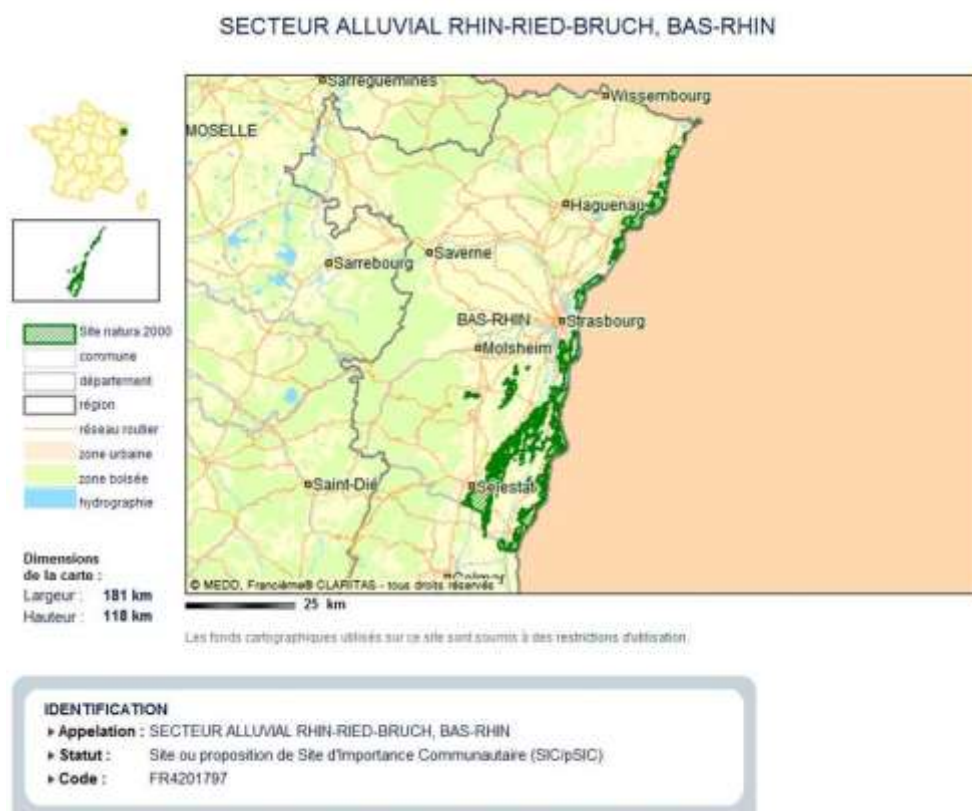 SECTEUR ALLUVIAL RHIN-RIED-BRUCH, BAS-RHIN
Sarreguemines
Wissembourg
MOSELLE
Haguenau
Saverne
Sarrebourg
BAS-RHIN
Strasbourg
Molsheim
Saint-Dié
Sélestat
Colmar
© MEDD, Francième® CLARITAS - tous droits réservés
25 km
Site natura 2000
commune
département
région
réseau routier
zone urbaine
zone boisée
hydrographie
Dimensions
de la carte :
Largeur : 181 km
Hauteur : 118 km
Les fonds cartographiques utilisés sur ce site sont soumis à des restrictions d'utilisation.
IDENTIFICATION
Appelation : SECTEUR ALLUVIAL RHIN-RIED-BRUCH, BAS-RHIN
Statut : Site ou proposition de Site d'Importance Communautaire (SIC/pSIC)
Code : FR4201797